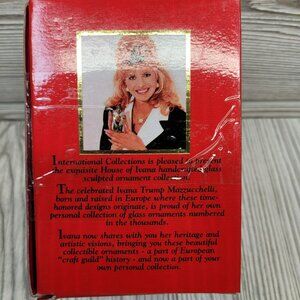 International Collections is pleased to present
the exquisite House of Ivana handcrafted glass
sculpted ornament collection.
The celebrated Ivana Trump Mazzucchelli,
born and raised in Europe where these time-
honored designs originate, is proud of her own
personal collection of glass ornaments numbered
in the thousands.
Ivana now shares with you her heritage and
artistic visions, bringing you these beautiful
collectible ornaments - a part of European
"craft guild" history - and now a part of your
own personal collection.